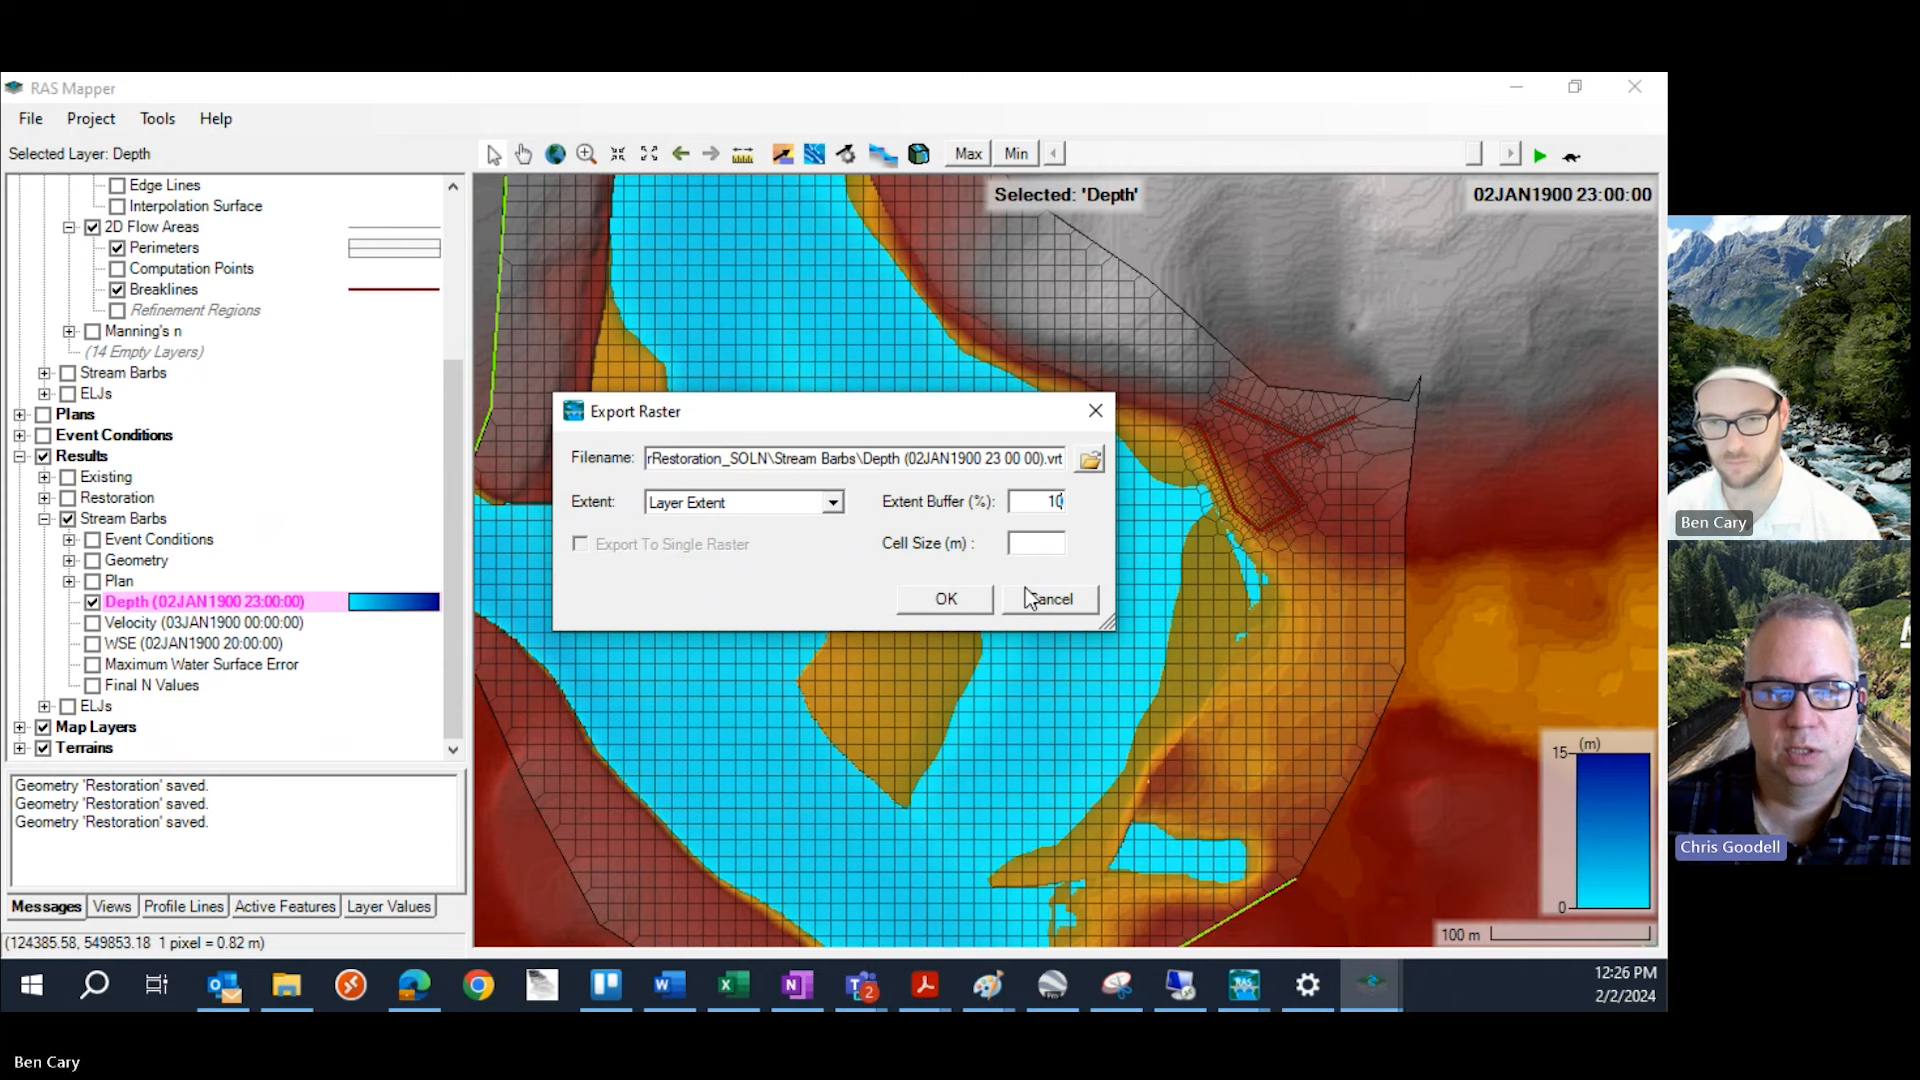 RAS Mapper
File Project Tools Help
Selected Layer: Depth
Max Min
Edge Lines
Interpolation Surface
2D Flow Areas
Perimeters
Computation Points
Breaklines
Refinement Regions
Manning's n
(14 Empty Layers)
Stream Barbs
ELJs
Plans
Event Conditions
Results
Existing
Restoration
Stream Barbs
Event Conditions
Geometry
Plan
Depth (02JAN1900 23:00:00)
Velocity (03JAN1900 00:00:00)
WSE (02JAN1900 20:00:00)
Maximum Water Surface Error
Final N Values
ELJs
Map Layers
Terrains
Geometry 'Restoration' saved.
Geometry 'Restoration' saved.
Geometry 'Restoration' saved.
Messages Views Profile Lines Active Features Layer Values
(124385.58, 549853.18 1 pixel = 0.82 m)
Selected: 'Depth'
02JAN1900 23:00:00
Export Raster
Filename: rRestoration_SOLN\Stream Barbs\Depth (02JAN1900 23 00 00).vrt
Extent: Layer Extent Extent Buffer (%): 10
Export To Single Raster Cell Size (m) :
OK Cancel
(m)
15
0
100 m
Ben Cary
Chris Goodell
2
Pro
RAS
12:26 PM
2/2/2024
Ben Cary